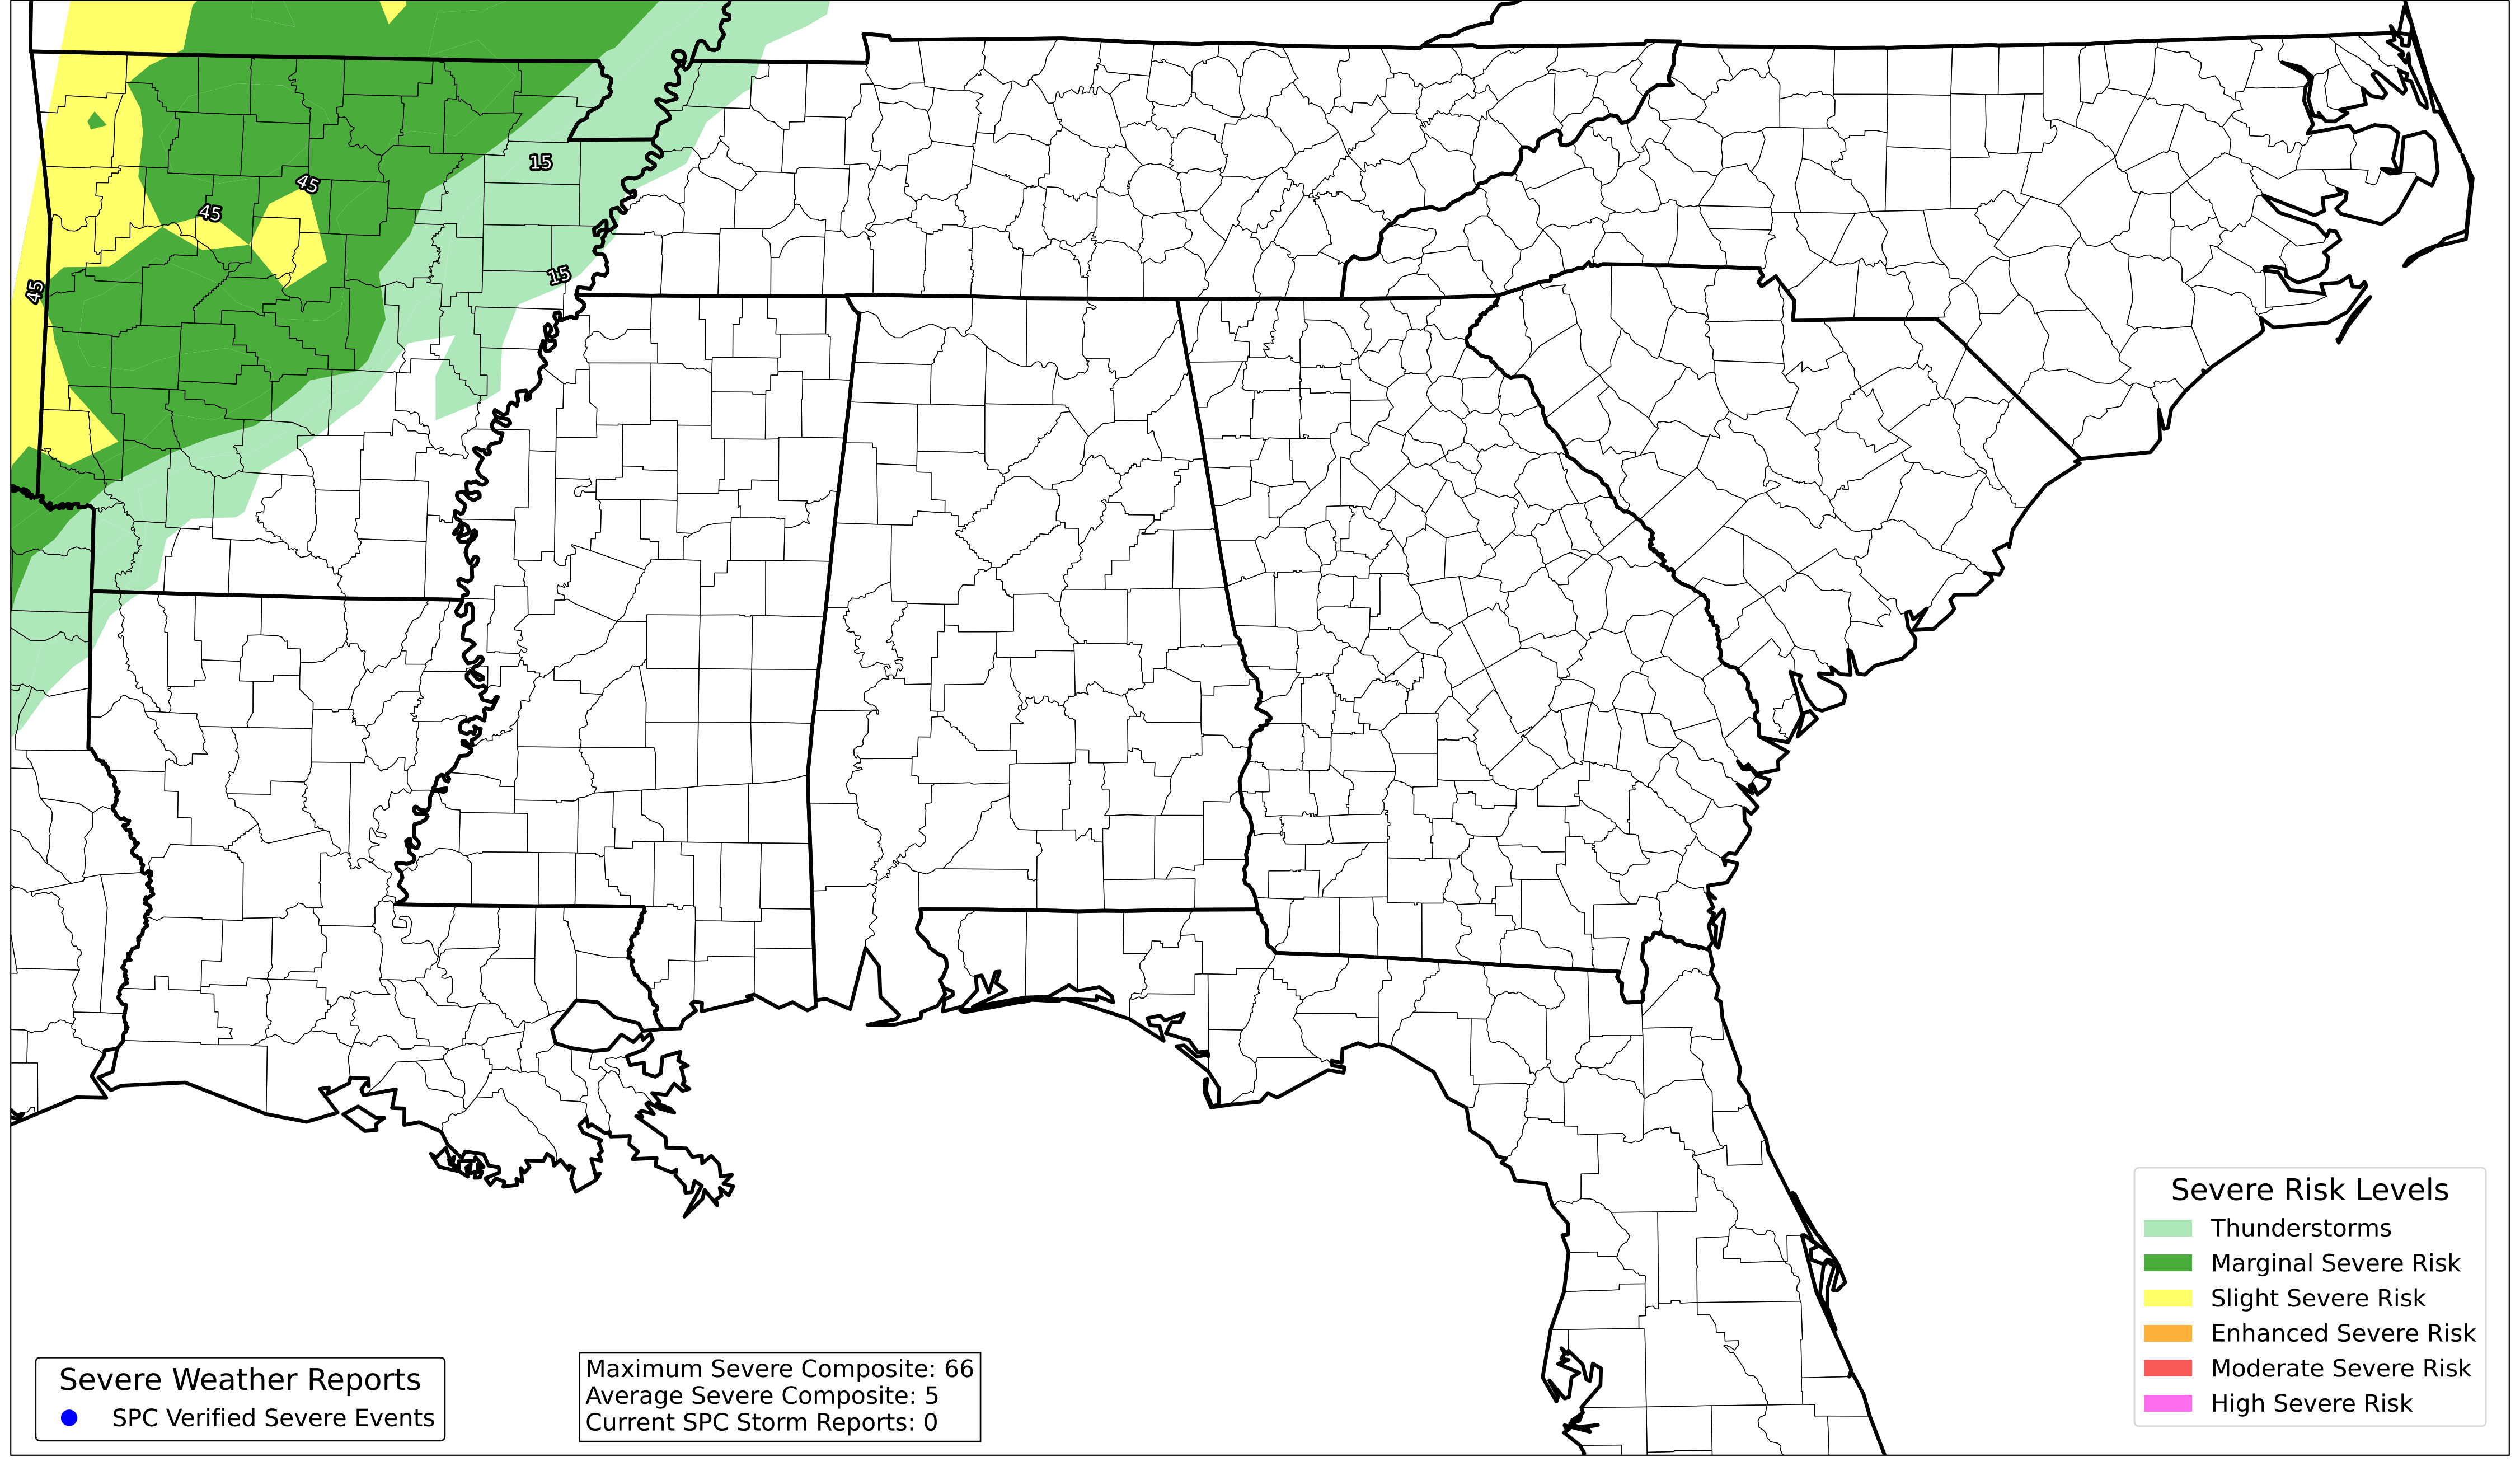 15
45
45
15
45
Severe Risk Levels
Thunderstorms
Marginal Severe Risk
Slight Severe Risk
Enhanced Severe Risk
Moderate Severe Risk
High Severe Risk
Severe Weather Reports
SPC Verified Severe Events
Maximum Severe Composite: 66
Average Severe Composite: 5
Current SPC Storm Reports: 0